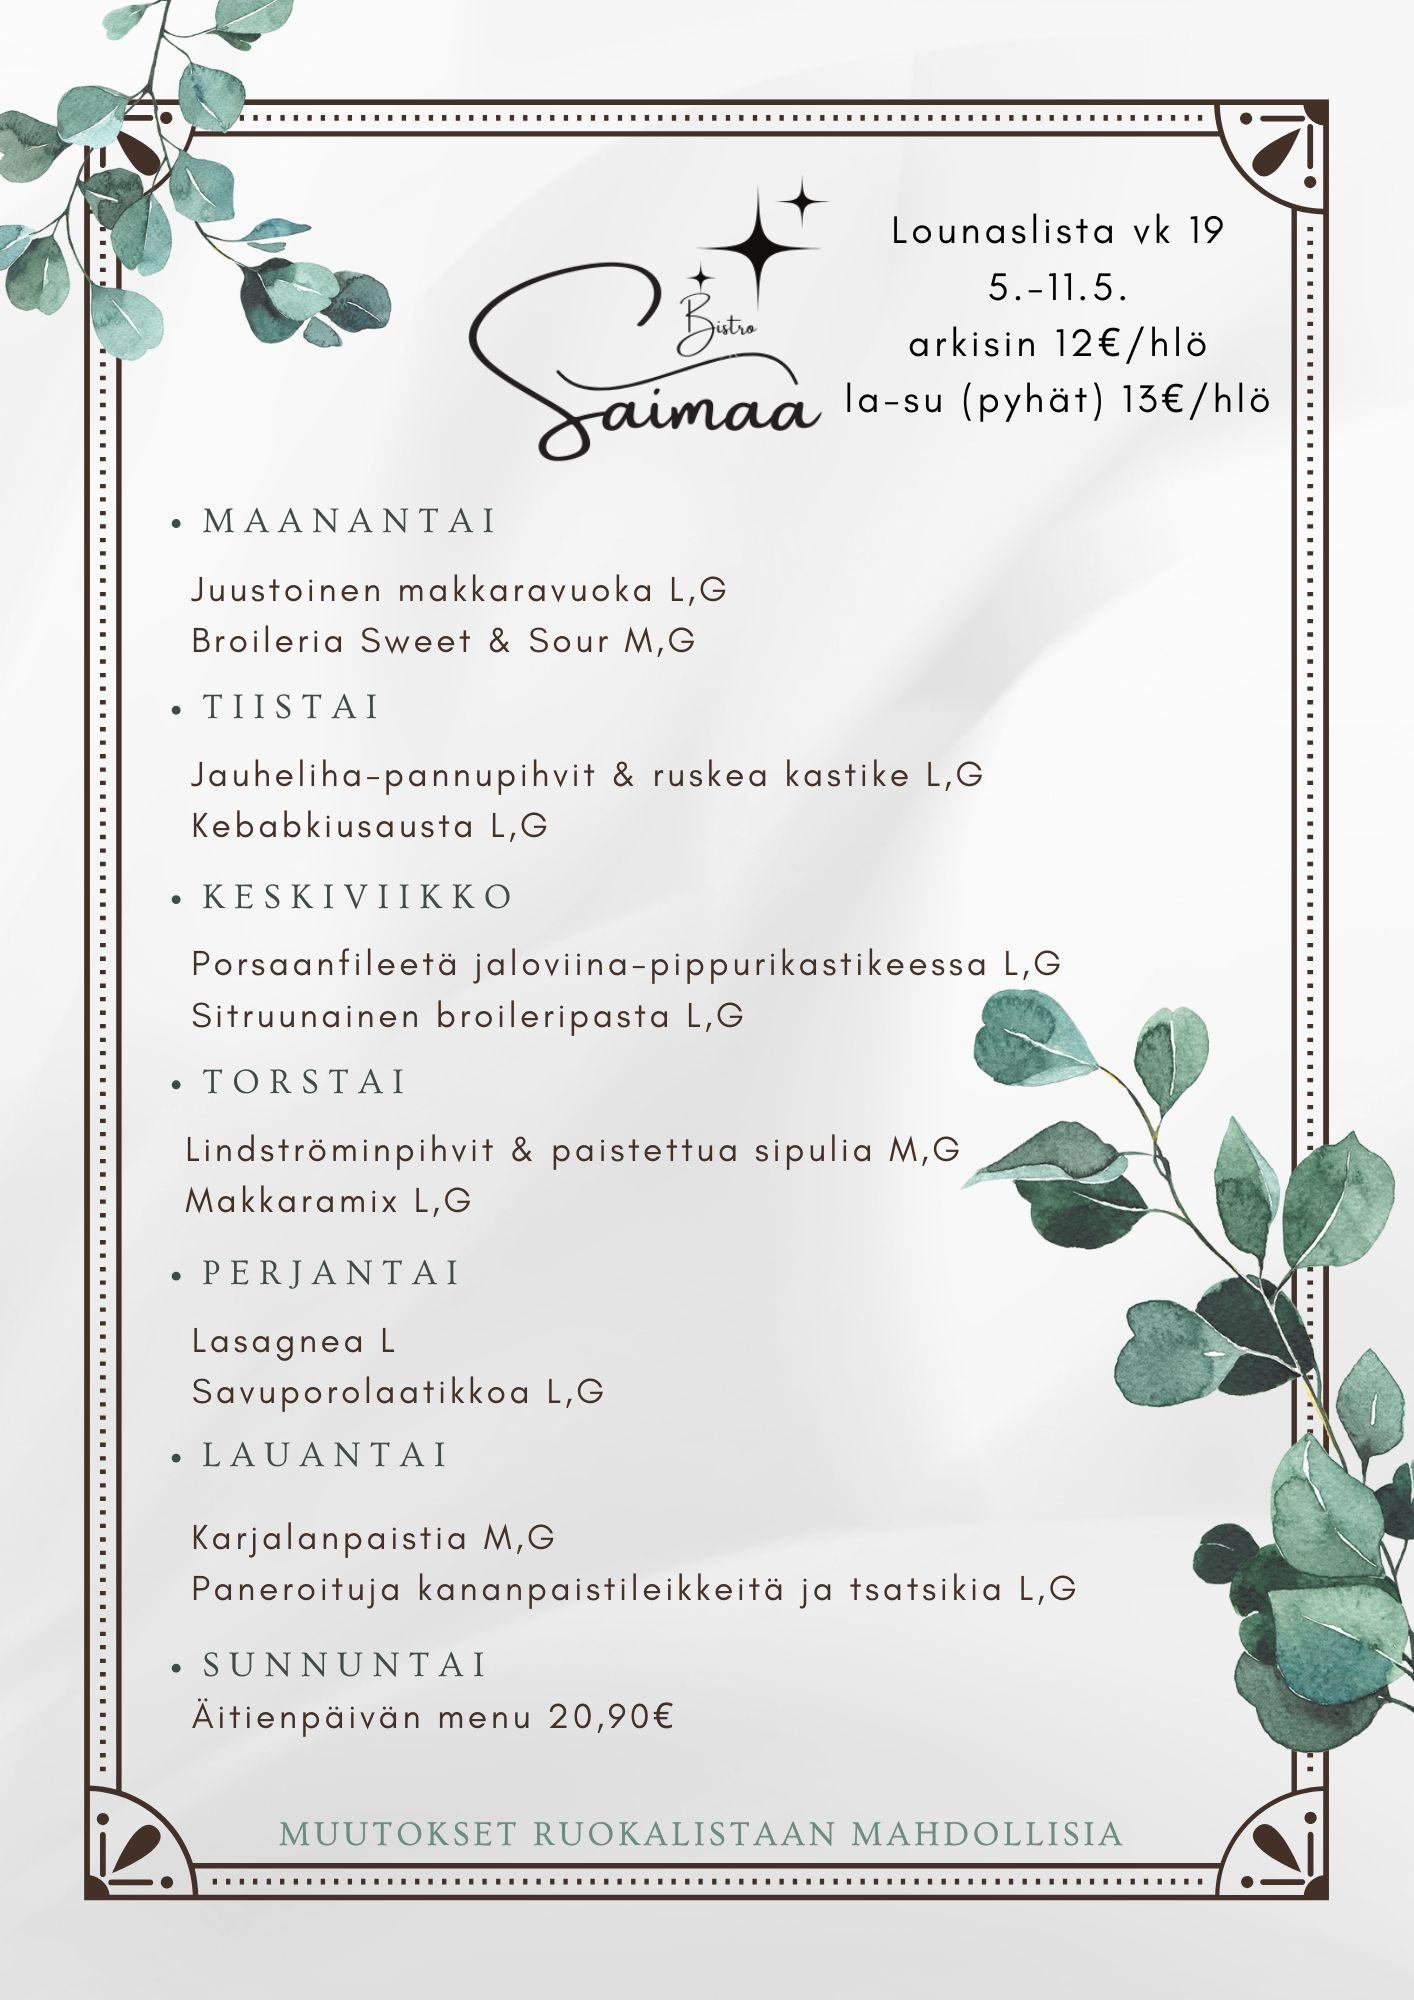 Bistro
Saimaa
Lounaslista vk 19
5.-11.5.
arkisin 12€/hlö
la-su (pyhät) 13€/hlö
• MAANANTAI
Juustoinen makkaravuoka L,G
Broileria Sweet & Sour M,G
• TIISTAI
Jauheliha-pannupihvit & ruskea kastike L,G
Kebabkiusausta L,G
• KESKIVIIKKO
Porsaanfileetä jaloviina-pippurikastikeessa L,G
Sitruunainen broileripasta L,G
• TORSTAI
Lindströminpihvit & paistettua sipulia M,G
Makkaramix L,G
• PERJANTAI
Lasagnea L
Savuporolaatikkoa L,G
• LAUANTAI
Karjalanpaistia M,G
Paneroituja kananpaistileikkeitä ja tsatsikia L,G
• SUNNUNTAI
Äitienpäivän menu 20,90€
MUUTOKSET RUOKALISTAAN MAHDOLLISIA